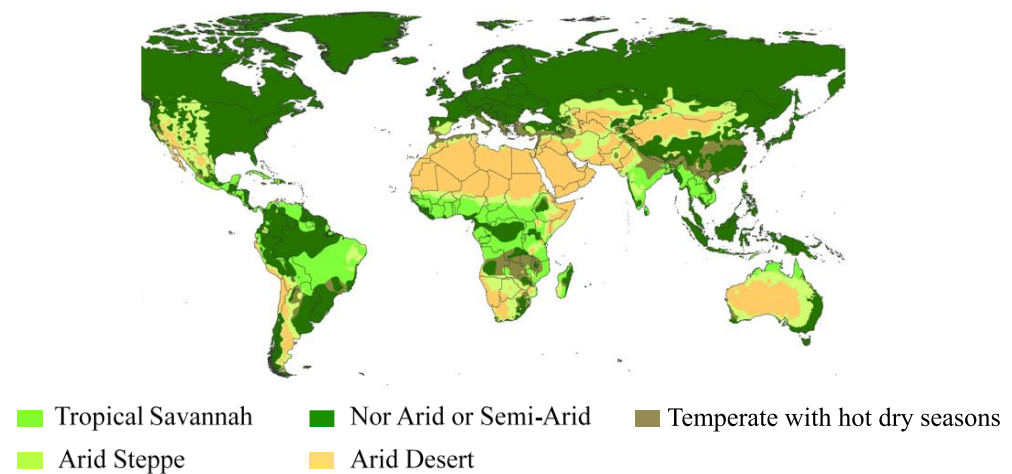 Tropical Savannah
Nor Arid or Semi-Arid
Temperate with hot dry seasons
Arid Steppe
Arid Desert